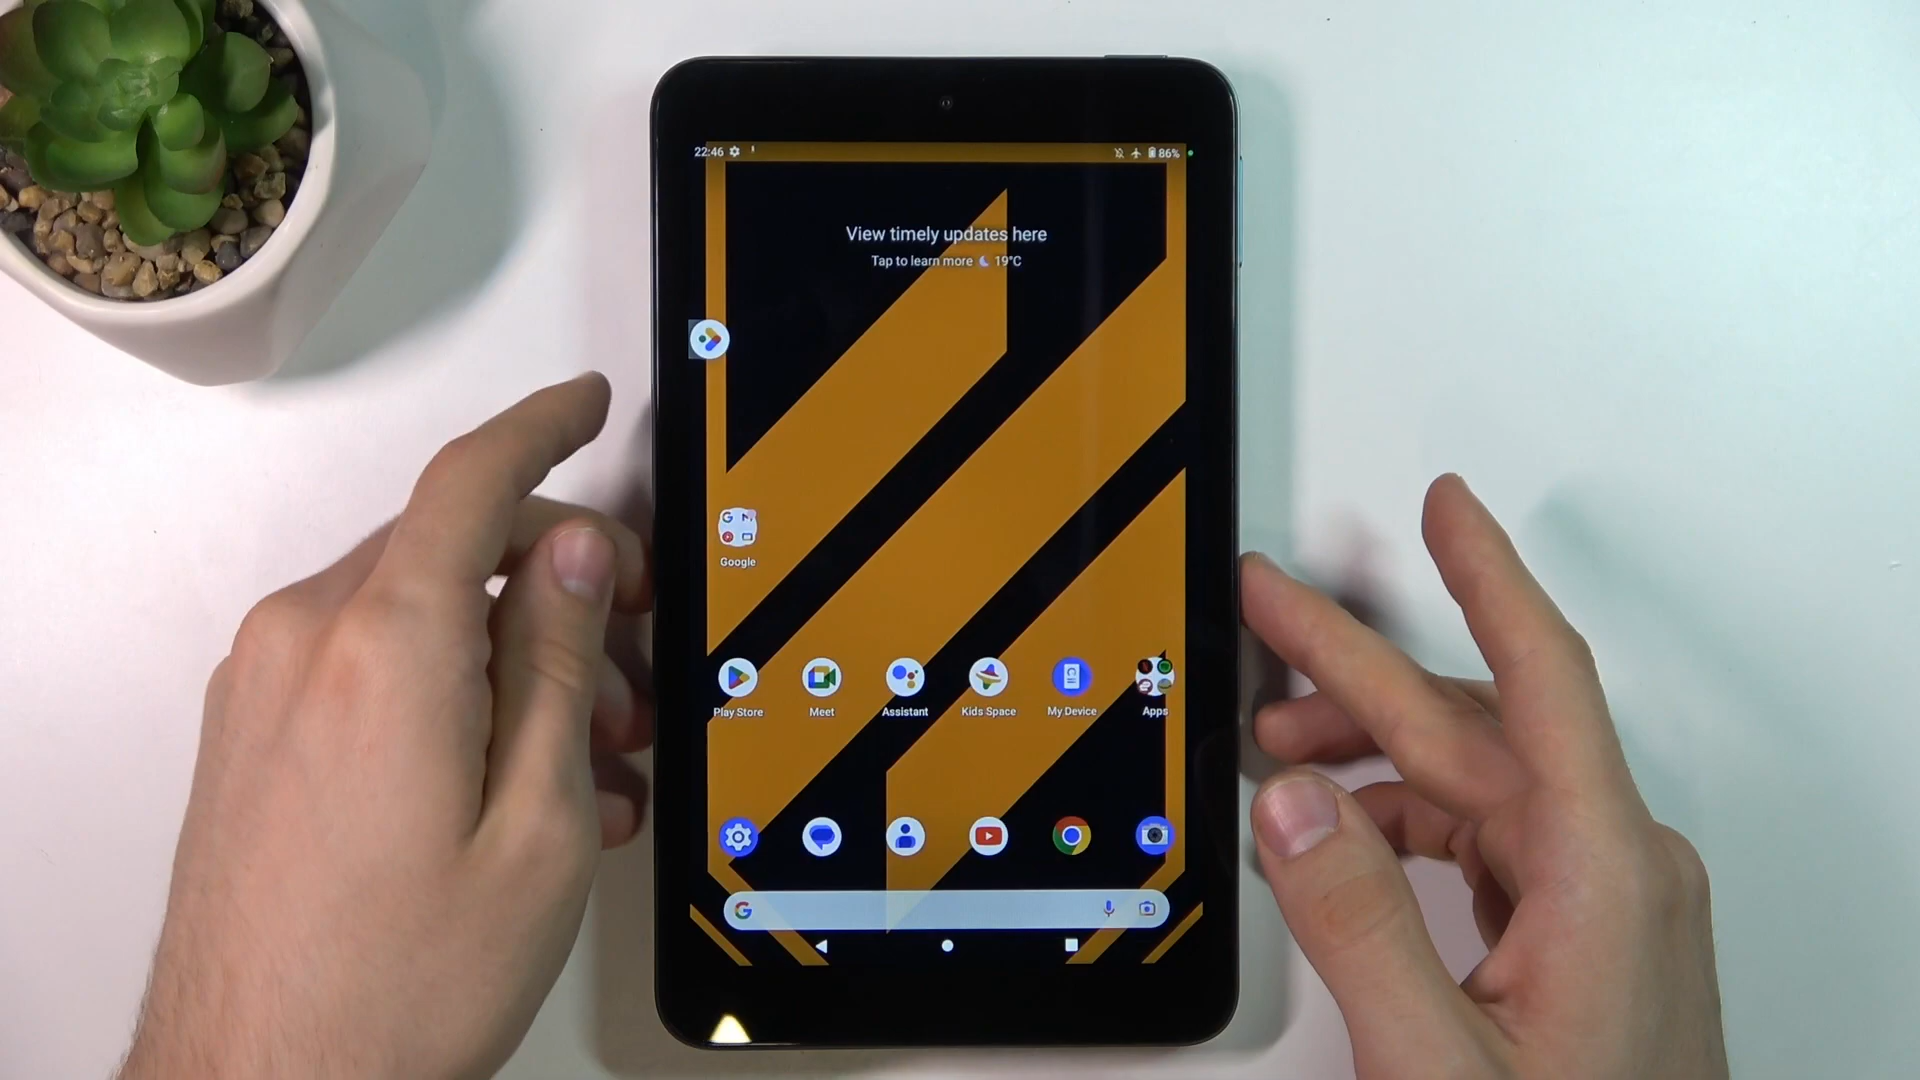 22:46
86%
View timely updates here
Tap to learn more 19°C
Google
Play Store Meet Assistant Kids Space My Device Apps